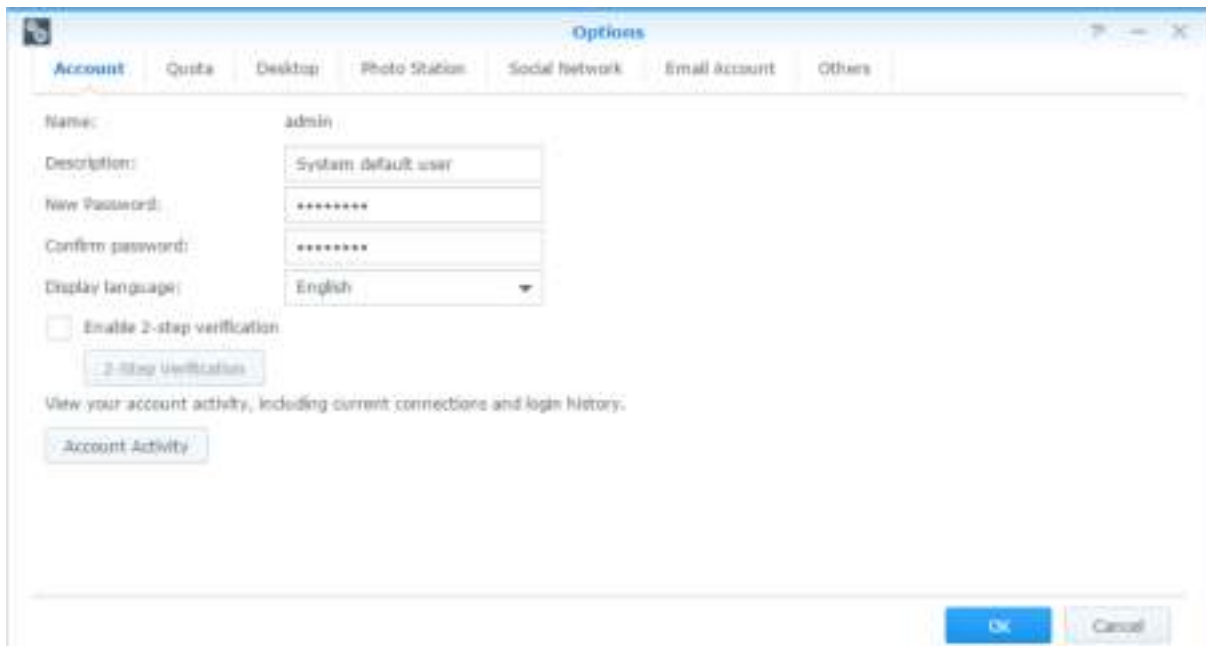 Options
Account Quota Desktop Photo Station Social Network Email Account Others
Name: admin
Description: System default user
New Password: ••••••••
Confirm password: ••••••••
Display language: English
Enable 2-step verification
2-Step Verification
View your account activity, including current connections and login history.
Account Activity
OK Cancel